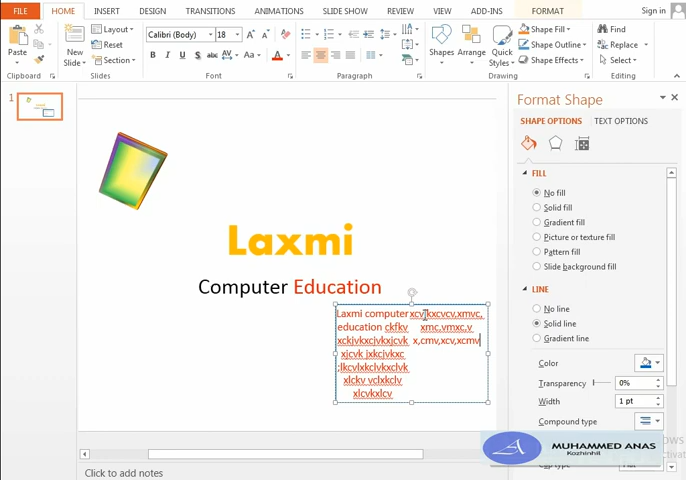 FILE HOME INSERT DESIGN TRANSITIONS ANIMATIONS SLIDE SHOW REVIEW VIEW ADD-INS FORMAT Sign in
Paste
New Slide
Layout
Reset
Section
Calibri (Body) 18
B I U S abc AV Aa A
Shapes
Arrange
Quick Styles
Shape Fill
Shape Outline
Shape Effects
Find
Replace
Select
Clipboard Slides Font Paragraph Drawing Editing
1
Laxmi
Computer Education
Laxmi computer
education ckfkv
xckjvkxcjvkxjcvk
xjcvk jxkcjvkxc
;lkcvlxkclvkxclvk
xlckv vclxkclv
xlcvkxlcv
xmc,vmxc,v
x,cmv,xcv,xcmv
Format Shape
SHAPE OPTIONS TEXT OPTIONS
FILL
No fill
Solid fill
Gradient fill
Picture or texture fill
Pattern fill
Slide background fill
LINE
No line
Solid line
Gradient line
Color
Transparency 0%
Width 1 pt
Compound type
MUHAMMED ANAS
Kozhinhil
Click to add notes